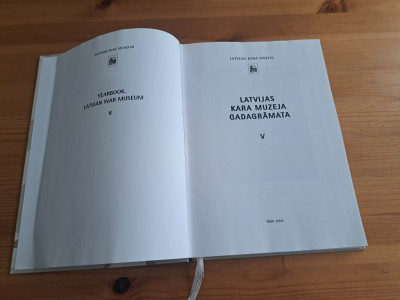 LATVIAN WAR MUSEUM
YEARBOOK.
LATVIAN WAR MUSEUM
V
LATVIJAS KARA MUZEJS
LATVIJAS
KARA MUZEJA
GADAGRĀMATA
V